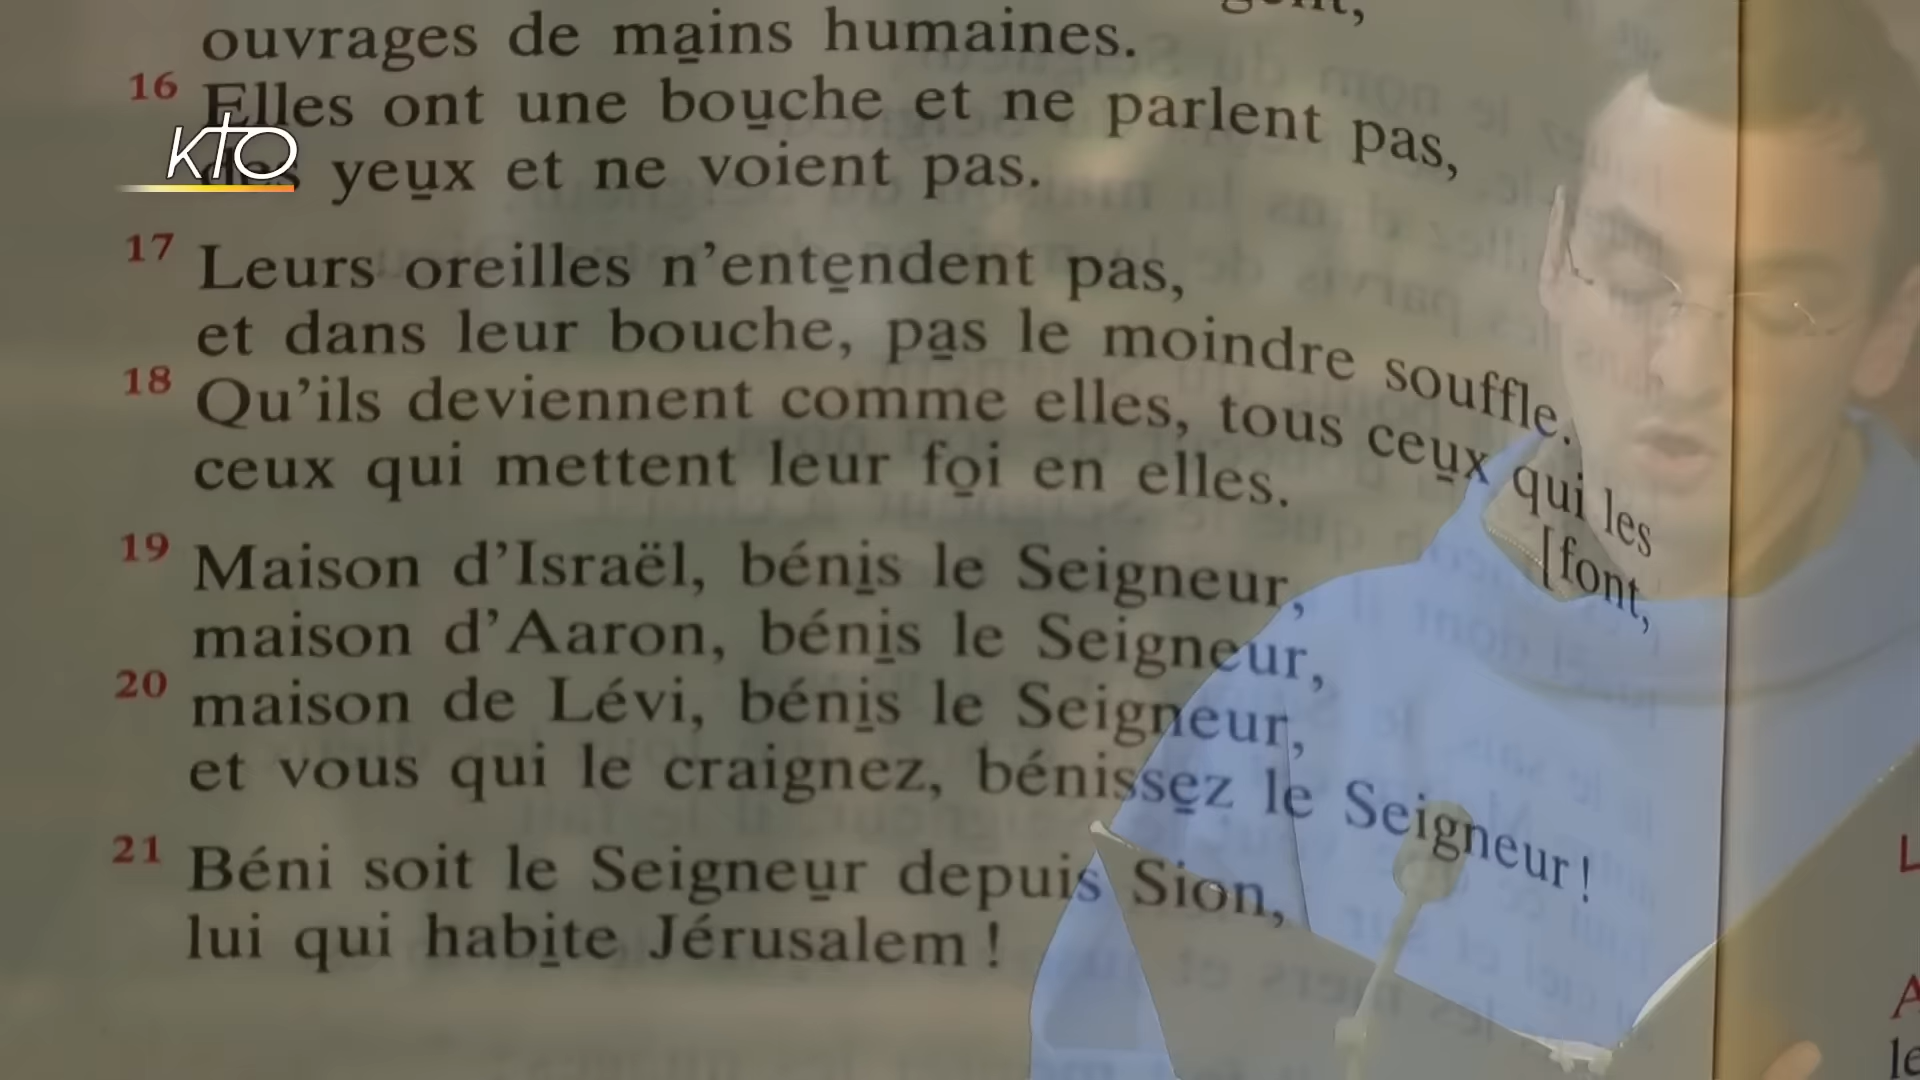 ouvrages de mains humaines.
16 Elles ont une bouche et ne parlent pas,
des yeux et ne voient pas.
KTO
17 Leurs oreilles n'entendent pas,
et dans leur bouche, pas le moindre souffle.
18 Qu'ils deviennent comme elles, tous ceux qui les
[font,
ceux qui mettent leur foi en elles.
19 Maison d'Israël, bénis le Seigneur,
maison d'Aaron, bénis le Seigneur,
20 maison de Lévi, bénis le Seigneur,
et vous qui le craignez, bénissez le Seigneur !
21 Béni soit le Seigneur depuis Sion,
lui qui habite Jérusalem !